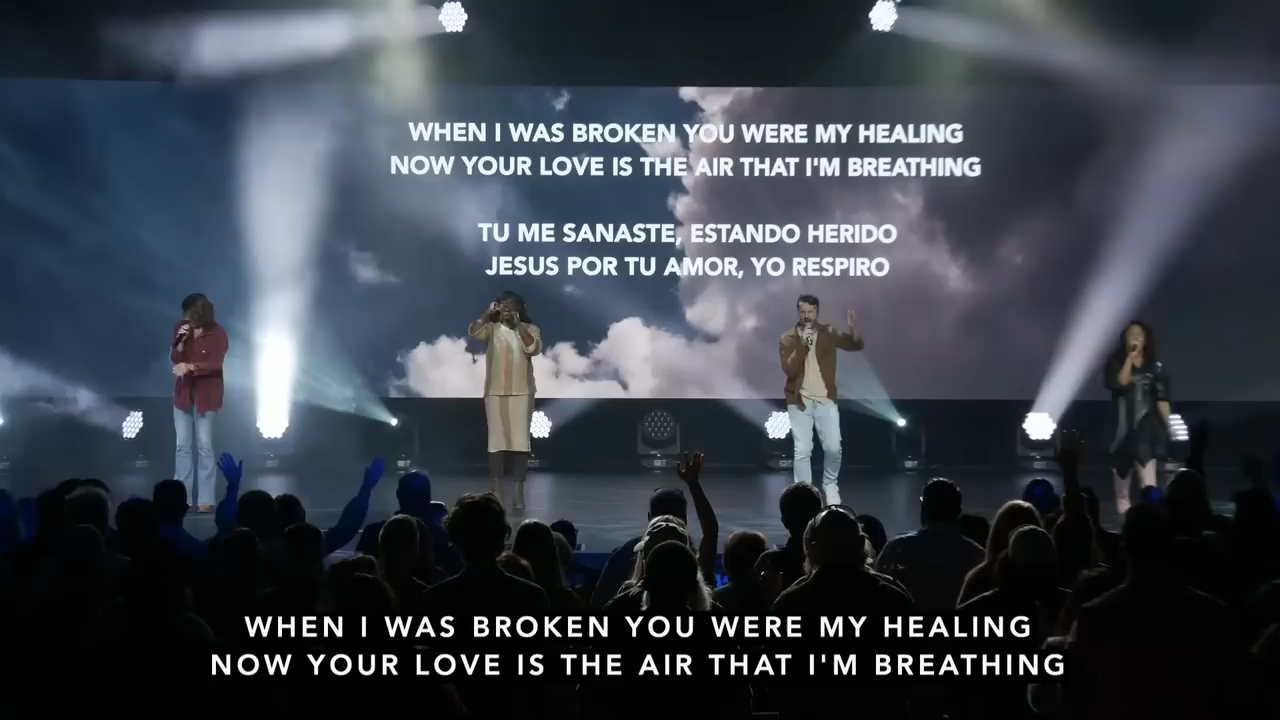 WHEN I WAS BROKEN YOU WERE MY HEALING
NOW YOUR LOVE IS THE AIR THAT I'M BREATHING
TU ME SANASTE, ESTANDO HERIDO
JESUS POR TU AMOR, YO RESPIRO
WHEN I WAS BROKEN YOU WERE MY HEALING
NOW YOUR LOVE IS THE AIR THAT I'M BREATHING